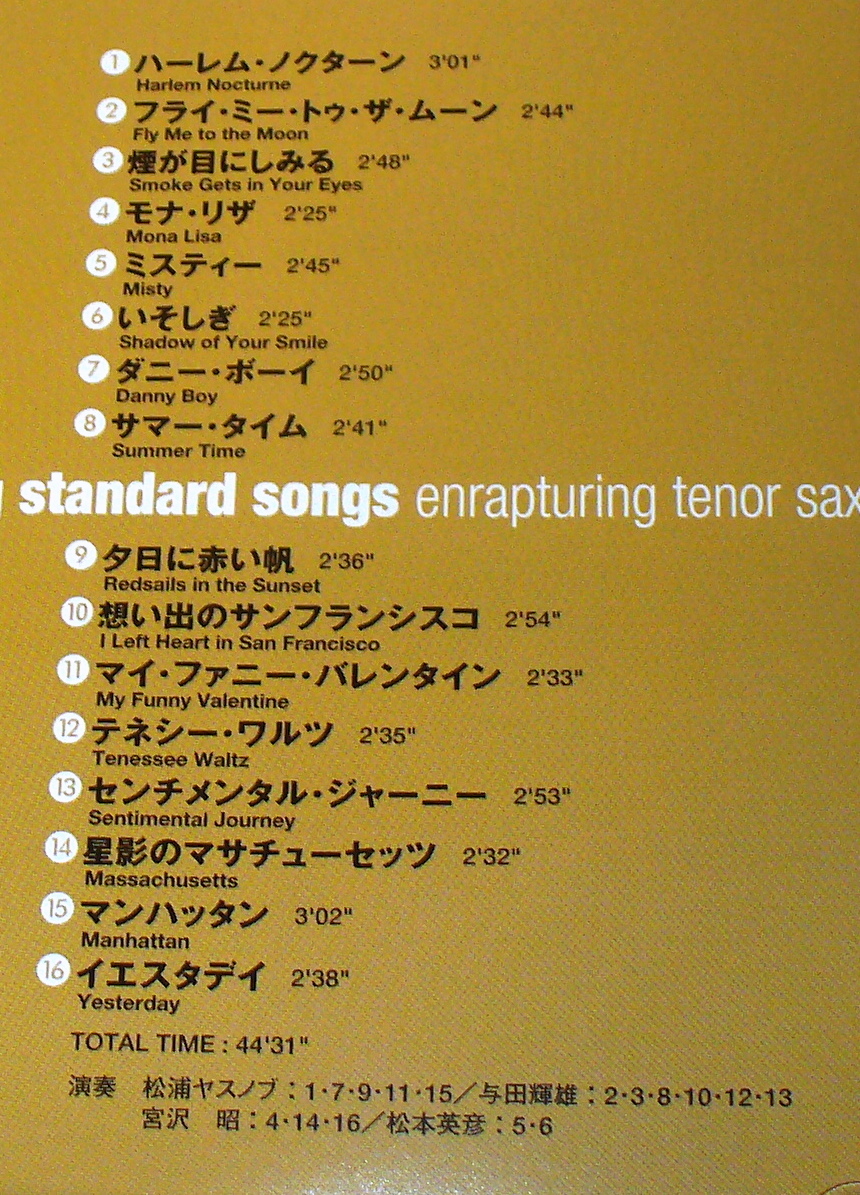 1 ハーレム・ノクターン 3'01"
Harlem Nocturne
2 フライ・ミー・トゥ・ザ・ムーン 2'44"
Fly Me to the Moon
3 煙が目にしみる 2'48"
Smoke Gets in Your Eyes
4 モナ・リザ 2'25"
Mona Lisa
5 ミスティー 2'45"
Misty
6 いそしぎ 2'25"
Shadow of Your Smile
7 ダニー・ボーイ 2'50"
Danny Boy
8 サマー・タイム 2'41"
Summer Time
standard songs enrapturing tenor sax
9 夕日に赤い帆 2'36"
Redsails in the Sunset
10 想い出のサンフランシスコ 2'54"
I Left Heart in San Francisco
11 マイ・ファニー・バレンタイン 2'33"
My Funny Valentine
12 テネシー・ワルツ 2'35"
Tenessee Waltz
13 センチメンタル・ジャーニー 2'53"
Sentimental Journey
14 星影のマサチューセッツ 2'32"
Massachusetts
15 マンハッタン 3'02"
Manhattan
16 イエスタデイ 2'38"
Yesterday
TOTAL TIME : 44'31"
演奏 松浦ヤスノブ：1・7・9・11・15／与田輝雄：2・3・8・10・12・13
宮沢 昭：4・14・16／松本英彦：5・6